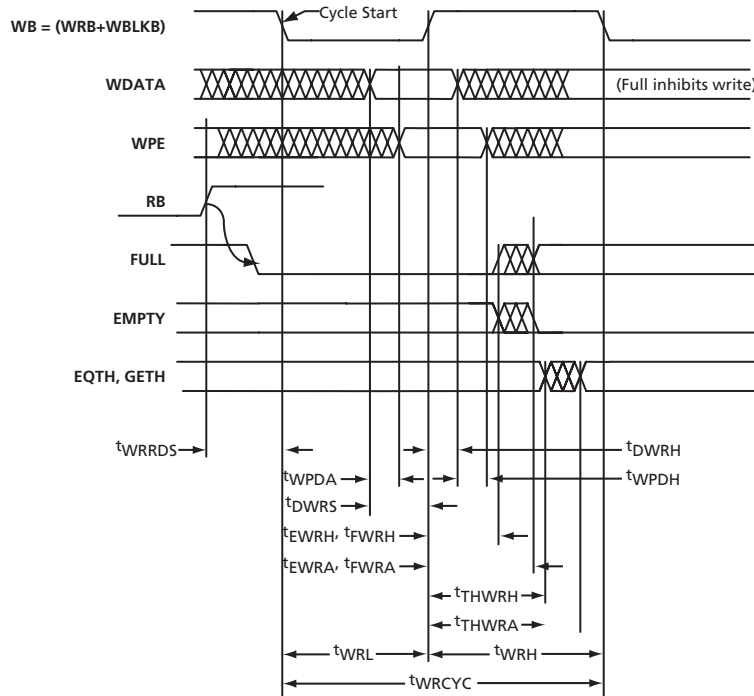 Cycle Start
WB = (WRB+WBLKB)
WDATA
(Full inhibits write)
WPE
RB
FULL
EMPTY
EQTH, GETH
tWRRDS
tDWRH
tWPDA
tWPDH
tDWRS
tEWRH, tFWRH
tEWRA, tFWRA
tTHWRH
tTHWRA
tWRL
tWRH
tWRCYC